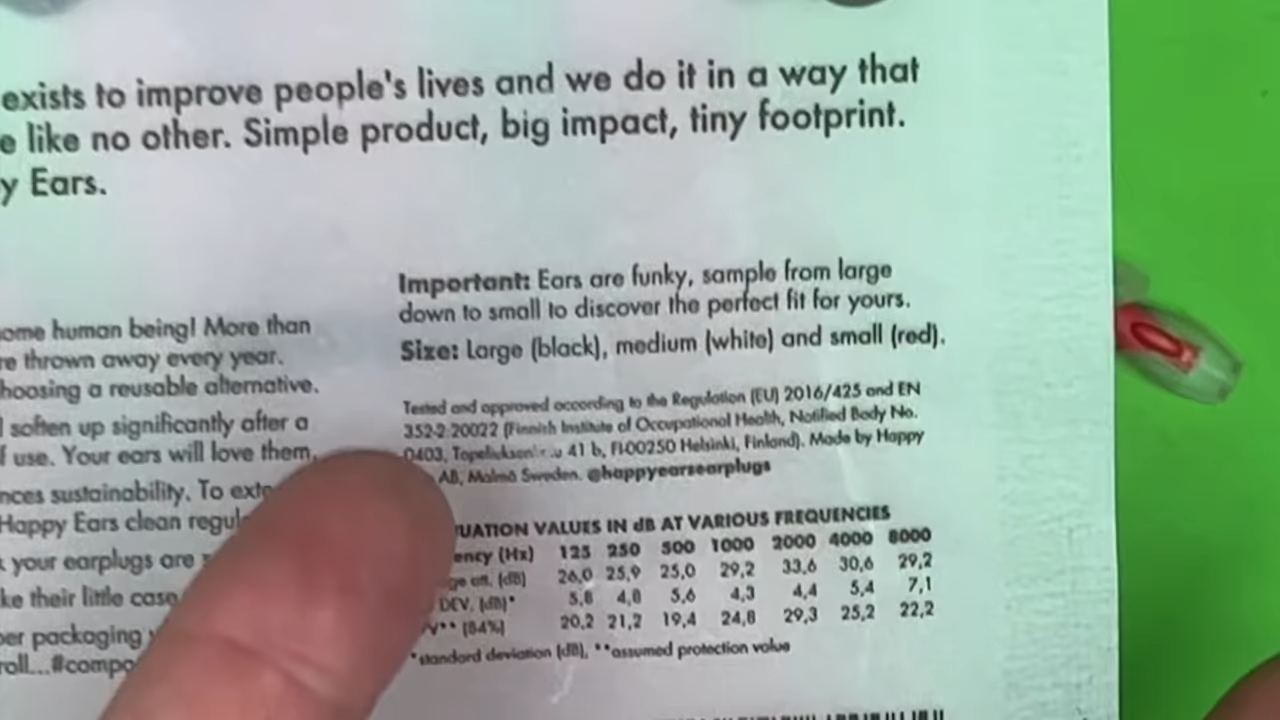 exists to improve people's lives and we do it in a way that
e like no other. Simple product, big impact, tiny footprint.
y Ears.
ome human being! More than
re thrown away every year.
hoosing a reusable alternative.
l soften up significantly after a
f use. Your ears will love them.
nces sustainability. To exte
Happy Ears clean regul
your earplugs are
ke their little case
er packaging
roll...#compo
Important: Ears are funky, sample from large
down to small to discover the perfect fit for yours.
Size: Large (black), medium (white) and small (red).
Tested and approved according to the Regulation (EU) 2016/425 and EN
352-2:20022 (Finnish Institute of Occupational Health, Notified Body No.
0403, 41 b, FI-00250 Helsinki, Finland). Made by Happy
AB, Malmö Sweden. @happyearsearplugs
UATION VALUES IN dB AT VARIOUS FREQUENCIES
ency (Hz) 125 250 500 1000 2000 4000 8000
ge att. (dB) 26,0 25,9 25,0 29,2 33,6 30,6 29,2
DEV. (dB)* 5,8 4,8 5,6 4,3 4,4 5,4 7,1
V** (84%) 20,2 21,2 19,4 24,8 29,3 25,2 22,2
*standard deviation (dB), **assumed protection value